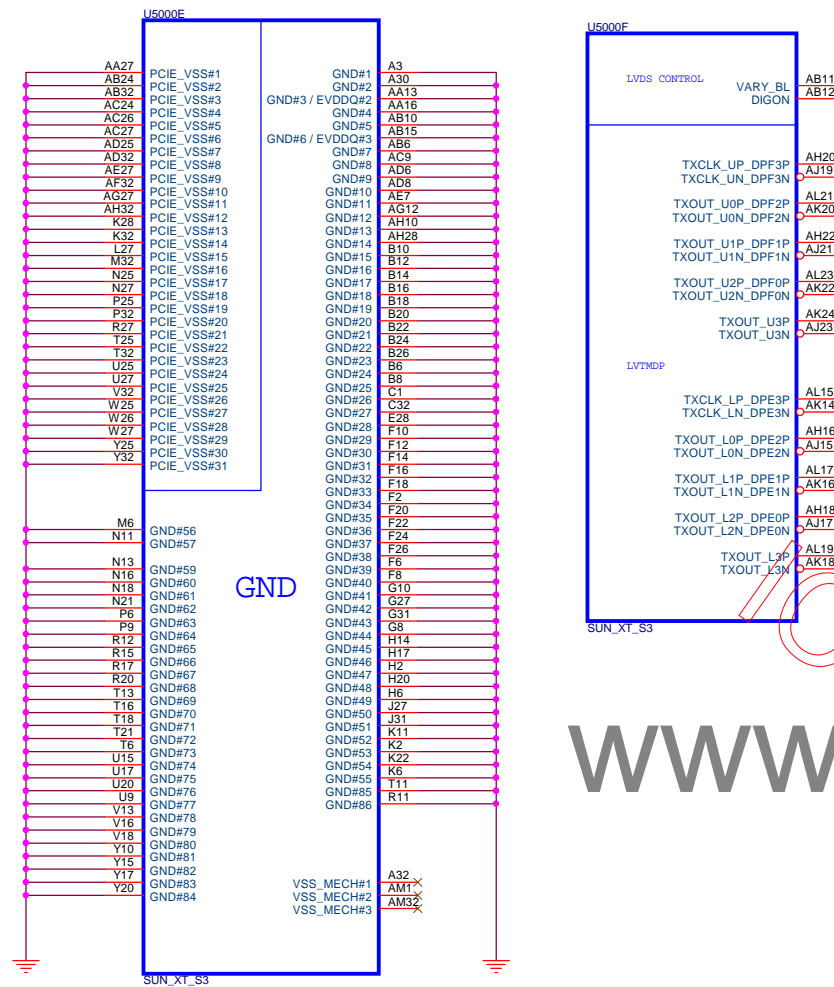 U5000E
AA27 PCIE_VSS#1 GND#1 A3
AB24 PCIE_VSS#2 GND#2 A30
AB32 PCIE_VSS#3 GND#3 / EVDDQ#2 AA13
AC24 PCIE_VSS#4 GND#4 AA16
AC26 PCIE_VSS#5 GND#5 AB10
AC27 PCIE_VSS#6 GND#6 / EVDDQ#3 AB15
AD25 PCIE_VSS#7 GND#7 AB6
AD32 PCIE_VSS#8 GND#8 AC9
AE27 PCIE_VSS#9 GND#9 AD6
AF32 PCIE_VSS#10 GND#10 AD8
AG27 PCIE_VSS#11 GND#11 AE7
AH32 PCIE_VSS#12 GND#12 AG12
K28 PCIE_VSS#13 GND#13 AH10
K32 PCIE_VSS#14 GND#14 AH28
L27 PCIE_VSS#15 GND#15 B10
M32 PCIE_VSS#16 GND#16 B12
N25 PCIE_VSS#17 GND#17 B14
N27 PCIE_VSS#18 GND#18 B16
P25 PCIE_VSS#19 GND#19 B18
P32 PCIE_VSS#20 GND#20 B20
R27 PCIE_VSS#21 GND#21 B22
T25 PCIE_VSS#22 GND#22 B24
T32 PCIE_VSS#23 GND#23 B26
U25 PCIE_VSS#24 GND#24 B6
U27 PCIE_VSS#25 GND#25 B8
V32 PCIE_VSS#26 GND#26 C1
W25 PCIE_VSS#27 GND#27 C32
W26 PCIE_VSS#28 GND#28 E28
W27 PCIE_VSS#29 GND#29 F10
Y25 PCIE_VSS#30 GND#30 F12
Y32 PCIE_VSS#31 GND#31 F14
GND#32 F16
GND#33 F18
GND#34 F2
GND#35 F20
M6 GND#56 GND#36 F22
N11 GND#57 GND#37 F24
GND#38 F26
N13 GND#59 GND#39 F6
N16 GND#60 GND#40 F8
N18 GND#61 GND#41 G10
N21 GND#62 GND#42 G27
P6 GND#63 GND#43 G31
P9 GND#64 GND#44 G8
R12 GND#65 GND#45 H14
R15 GND#66 GND#46 H17
R17 GND#67 GND#47 H2
R20 GND#68 GND#48 H20
T13 GND#69 GND#49 H6
T16 GND#70 GND#50 J27
T18 GND#71 GND#51 J31
T21 GND#72 GND#52 K11
T6 GND#73 GND#53 K2
U15 GND#74 GND#54 K22
U17 GND#75 GND#55 K6
U20 GND#76 GND#85 T11
U9 GND#77 GND#86 R11
V13 GND#78
V16 GND#79
V18 GND#80
Y10 GND#81
Y15 GND#82
Y17 GND#83
Y20 GND#84
GND
VSS_MECH#1 A32
VSS_MECH#2 AM1
VSS_MECH#3 AM32
SUN_XT_S3
U5000F
LVDS CONTROL
VARY_BL AB11
DIGON AB12
TXCLK_UP_DPF3P AH20
TXCLK_UN_DPF3N AJ19
TXOUT_U0P_DPF2P AL21
TXOUT_U0N_DPF2N AK20
TXOUT_U1P_DPF1P AH22
TXOUT_U1N_DPF1N AJ21
TXOUT_U2P_DPF0P AL23
TXOUT_U2N_DPF0N AK22
TXOUT_U3P AK24
TXOUT_U3N AJ23
LVTMDP
TXCLK_LP_DPE3P AL15
TXCLK_LN_DPE3N AK14
TXOUT_L0P_DPE2P AH16
TXOUT_L0N_DPE2N AJ15
TXOUT_L1P_DPE1P AL17
TXOUT_L1N_DPE1N AK16
TXOUT_L2P_DPE0P AH18
TXOUT_L2N_DPE0N AJ17
TXOUT_L3P AL19
TXOUT_L3N AK18
SUN_XT_S3
www